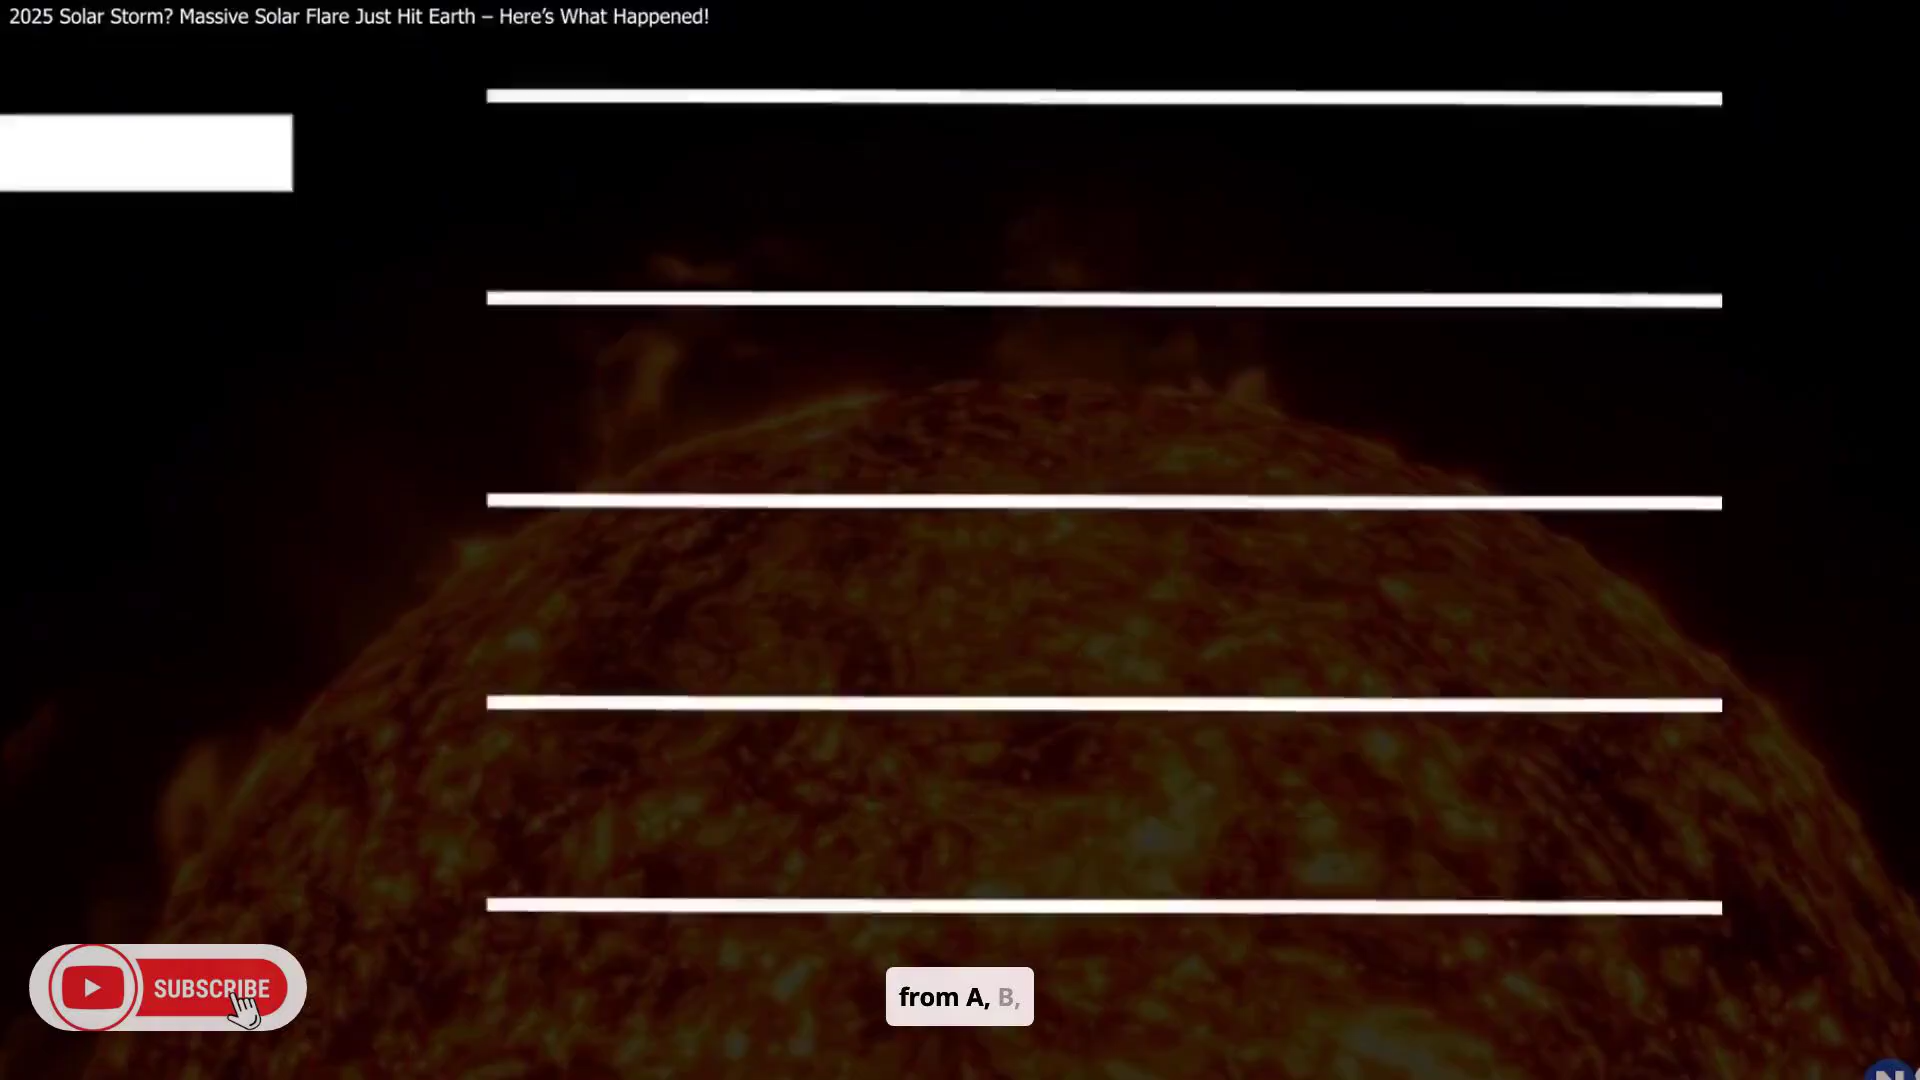 2025 Solar Storm? Massive Solar Flare Just Hit Earth – Here’s What Happened!
SUBSCRIBE
from A, B,